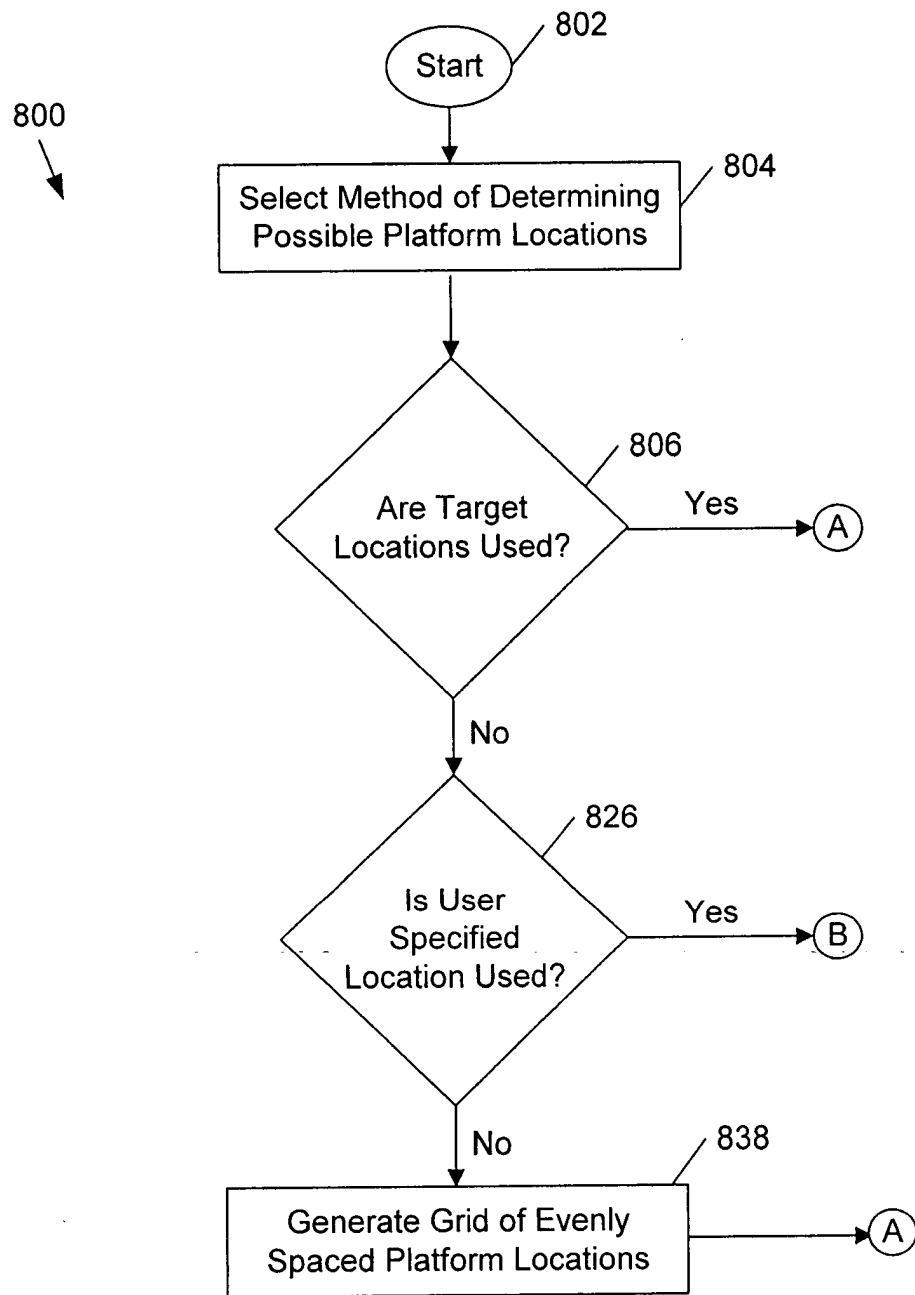 802
Start
800
804
Select Method of Determining
Possible Platform Locations
806
Are Target
Locations Used?
Yes
A
No
826
Is User
Specified
Location Used?
Yes
B
No
838
Generate Grid of Evenly
Spaced Platform Locations
A